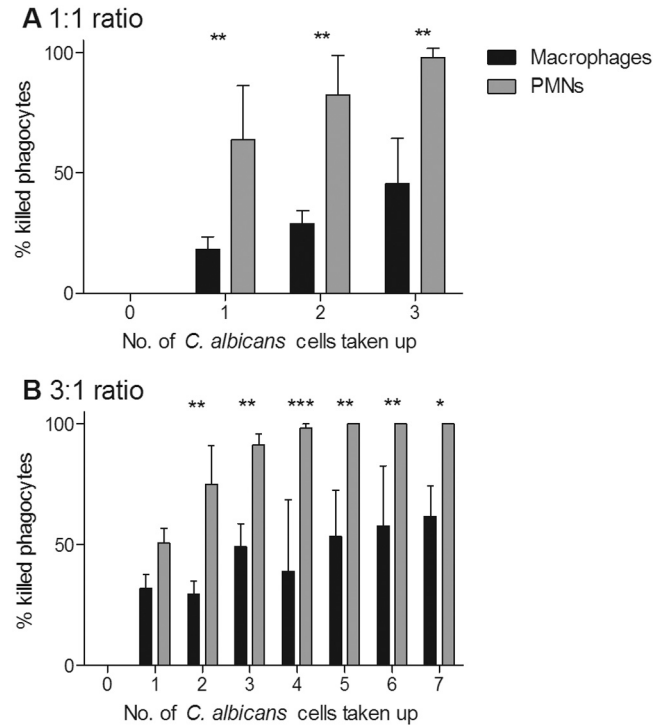 A 1:1 ratio
** ** **
Macrophages
PMNs
100
50
0
% killed phagocytes
0 1 2 3
No. of C. albicans cells taken up
B 3:1 ratio
** ** *** ** ** *
100
50
0
% killed phagocytes
0 1 2 3 4 5 6 7
No. of C. albicans cells taken up